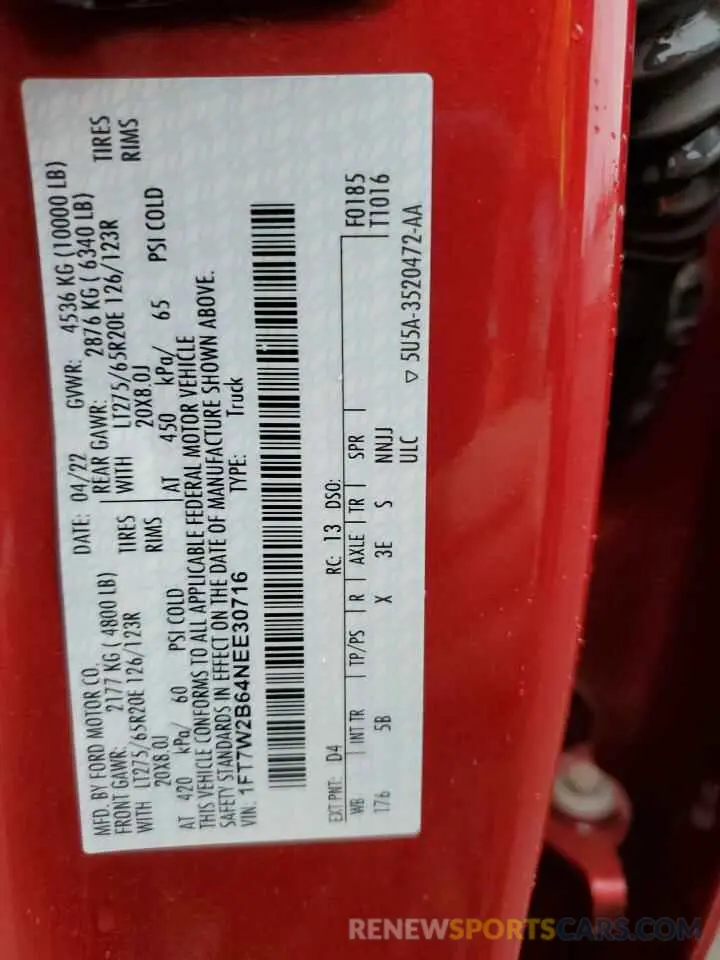 MFD. BY FORD MOTOR CO.
DATE: 04/22 GVWR: 4536 KG (10000 LB)
FRONT GAWR: 2177 KG ( 4800 LB)
REAR GAWR: 2876 KG ( 6340 LB)
WITH LT275/65R20E 126/123R TIRES
WITH LT275/65R20E 126/123R TIRES
20X8.0J RIMS
20X8.0J RIMS
AT 420 kPa/ 60 PSI COLD
AT 450 kPa/ 65 PSI COLD
THIS VEHICLE CONFORMS TO ALL APPLICABLE FEDERAL MOTOR VEHICLE
SAFETY STANDARDS IN EFFECT ON THE DATE OF MANUFACTURE SHOWN ABOVE.
VIN: 1FT7W2B64NEE30716 TYPE: Truck
EXT PNT: D4 RC: 13 DSO: F0185
WB INT TR TP/PS R AXLE TR SPR T1016
176 5B X 3E S NNJJ
ULC ▽ 5U5A-3520472-AA
RENEWSPORTSCARS.COM